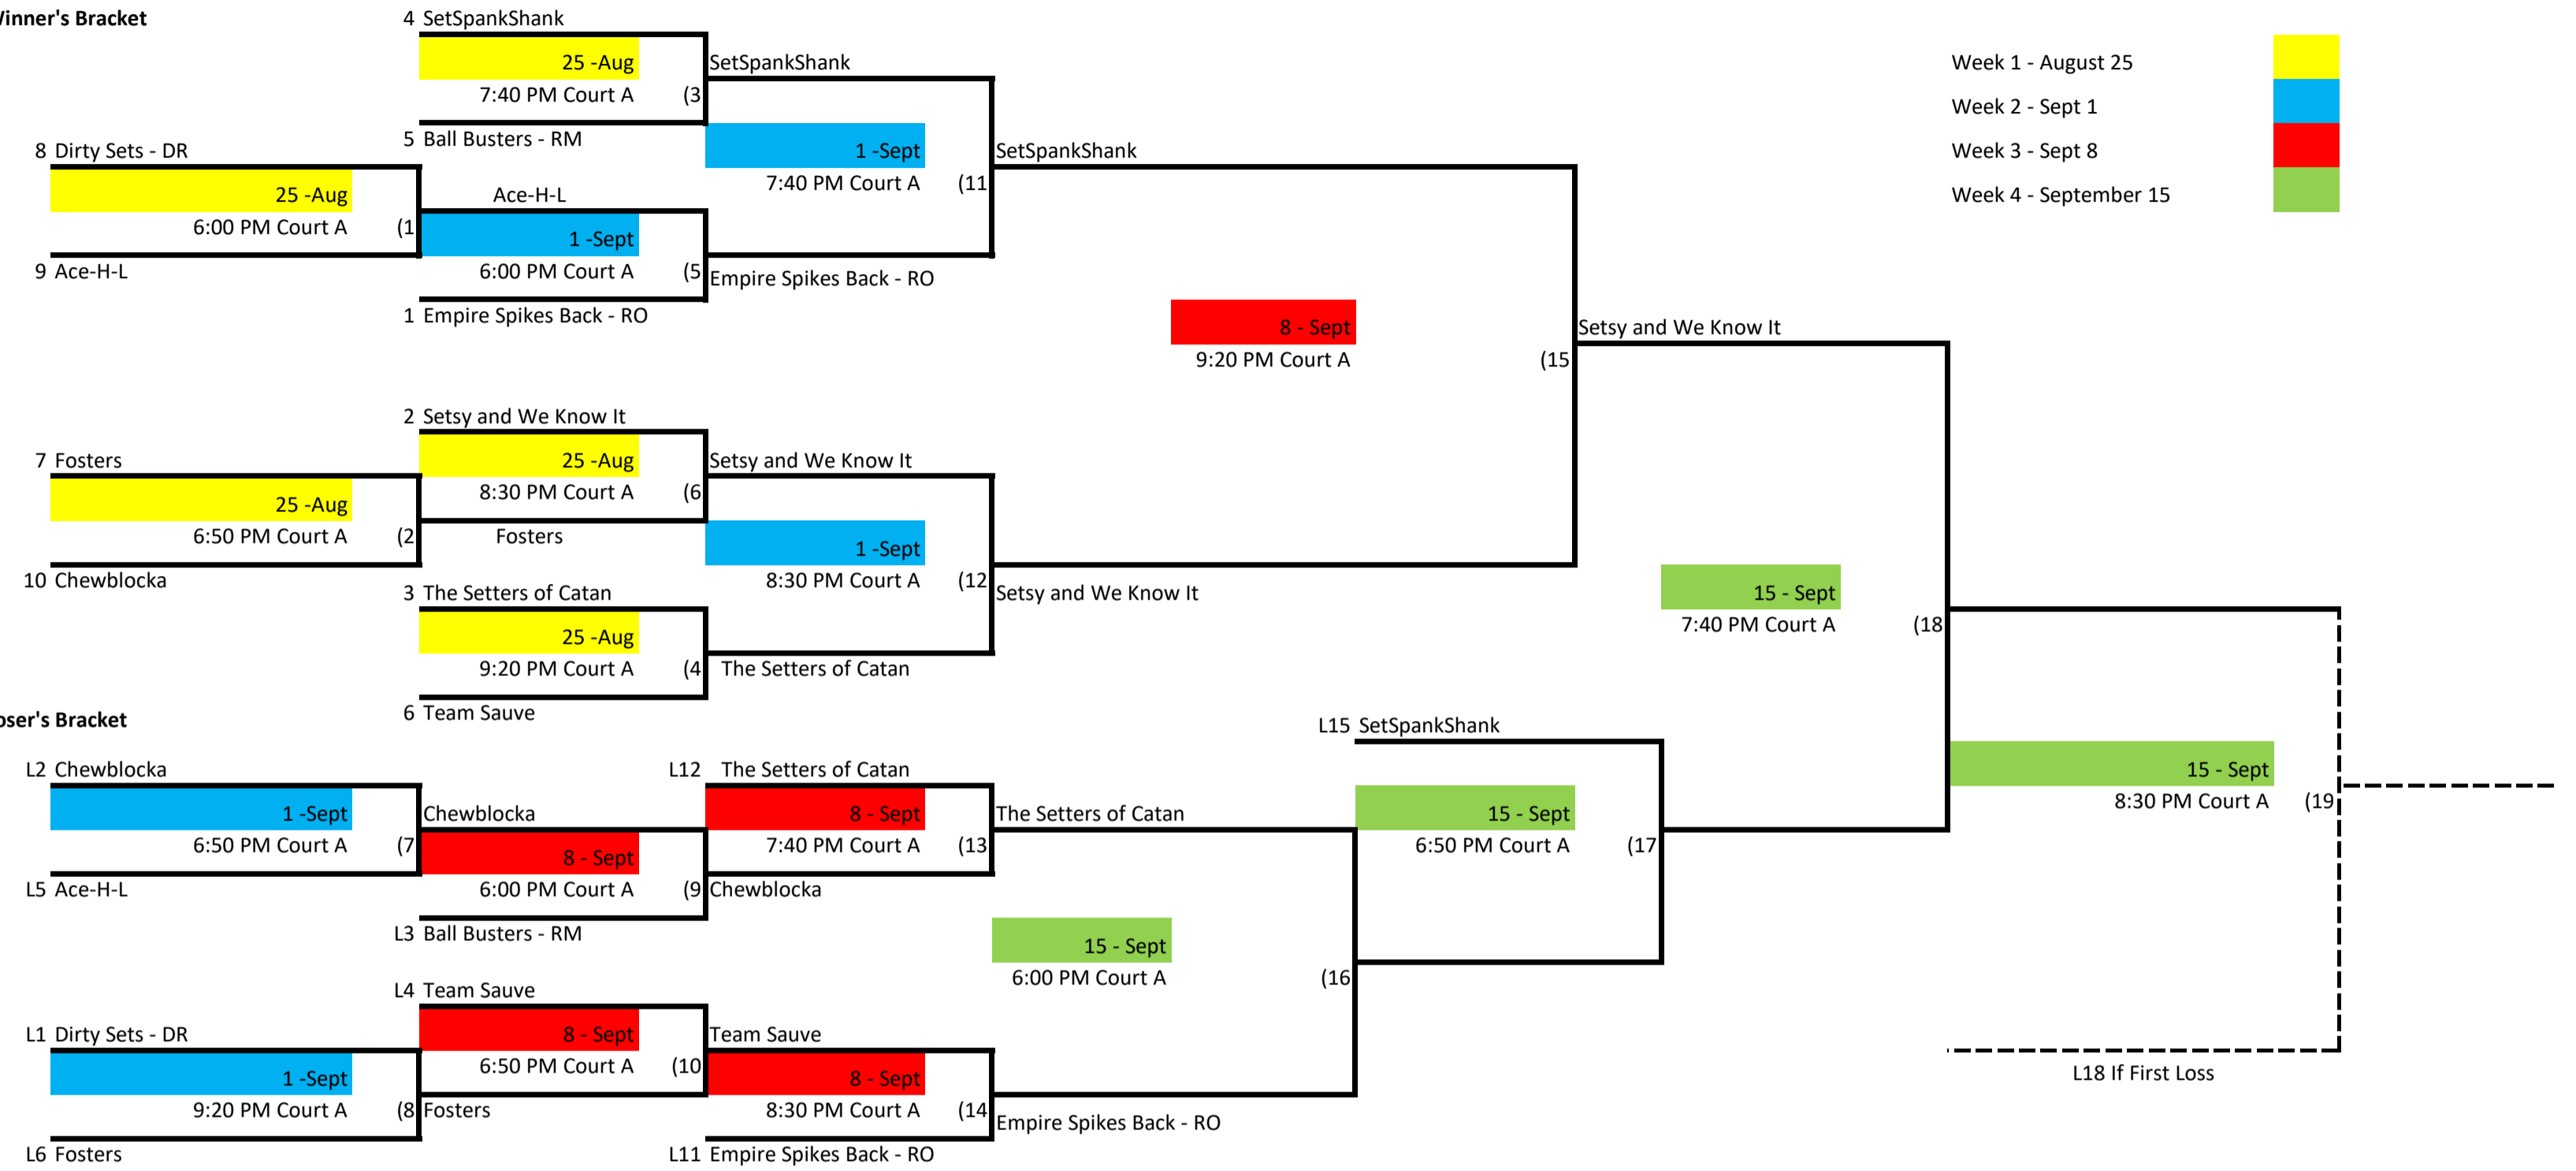 Winner's Bracket
4 SetSpankShank
25 -Aug
SetSpankShank
Week 1 - August 25
7:40 PM Court A (3
Week 2 - Sept 1
5 Ball Busters - RM
8 Dirty Sets - DR
1 -Sept
SetSpankShank
Week 3 - Sept 8
7:40 PM Court A (11
25 -Aug
Ace-H-L
Week 4 - September 15
6:00 PM Court A (1
1 -Sept
9 Ace-H-L
6:00 PM Court A (5
Empire Spikes Back - RO
1 Empire Spikes Back - RO
8 - Sept
Setsy and We Know It
9:20 PM Court A (15
2 Setsy and We Know It
7 Fosters
25 -Aug
Setsy and We Know It
25 -Aug
8:30 PM Court A (6
6:50 PM Court A (2
Fosters
1 -Sept
10 Chewblocka
8:30 PM Court A (12
3 The Setters of Catan
Setsy and We Know It
15 - Sept
7:40 PM Court A (18
25 -Aug
9:20 PM Court A (4
The Setters of Catan
6 Team Sauve
oser's Bracket
L15 SetSpankShank
L2 Chewblocka
L12 The Setters of Catan
15 - Sept
8:30 PM Court A (19
1 -Sept
Chewblocka
8 - Sept
The Setters of Catan
15 - Sept
6:50 PM Court A (7
8 - Sept
7:40 PM Court A (13
6:50 PM Court A (17
L5 Ace-H-L
6:00 PM Court A (9
Chewblocka
L3 Ball Busters - RM
15 - Sept
6:00 PM Court A (16
L4 Team Sauve
L1 Dirty Sets - DR
8 - Sept
Team Sauve
6:50 PM Court A (10
1 -Sept
8 - Sept
L18 If First Loss
9:20 PM Court A (8
Fosters
8:30 PM Court A (14
Empire Spikes Back - RO
L6 Fosters
L11 Empire Spikes Back - RO